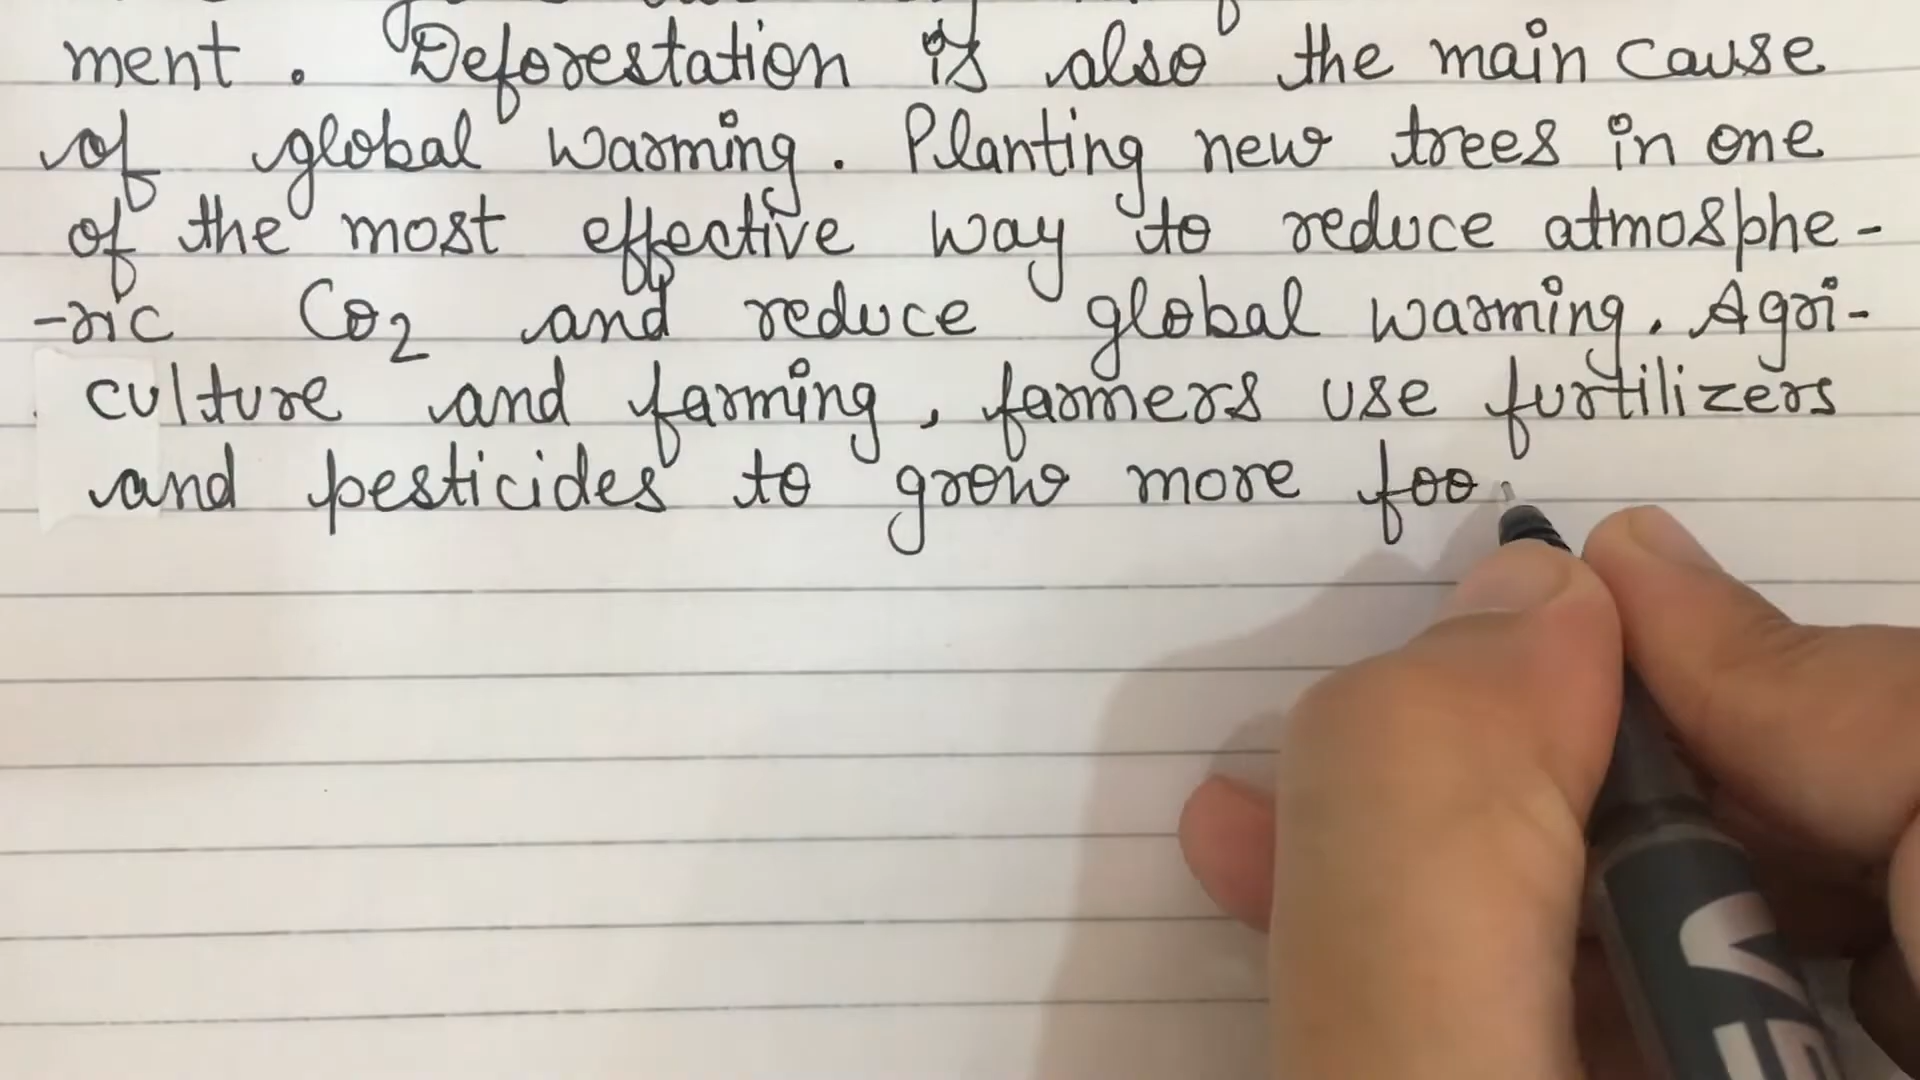 ment. Deforestation is also the main cause
of global warming. Planting new trees in one
of the most effective way to reduce atmosphe-
-ric Co2 and reduce global warming. Agri-
culture and farming, farmers use furtilizers
and pesticides to grow more foo
V5